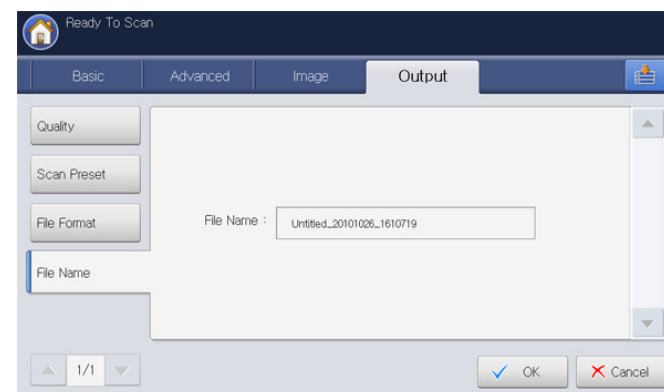 Ready To Scan
Basic
Advanced
Image
Output
Quality
Scan Preset
File Format
File Name
File Name :
Untitled_20101026_1610719
1/1
OK
Cancel